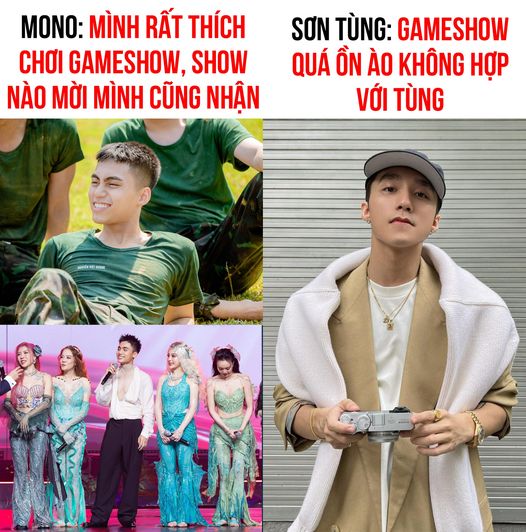 MONO: MÌNH RẤT THÍCH
CHƠI GAMESHOW, SHOW
NÀO MỜI MÌNH CŨNG NHẬN
SƠN TÙNG: GAMESHOW
QUÁ ỒN ÀO KHÔNG HỢP
VỚI TÙNG